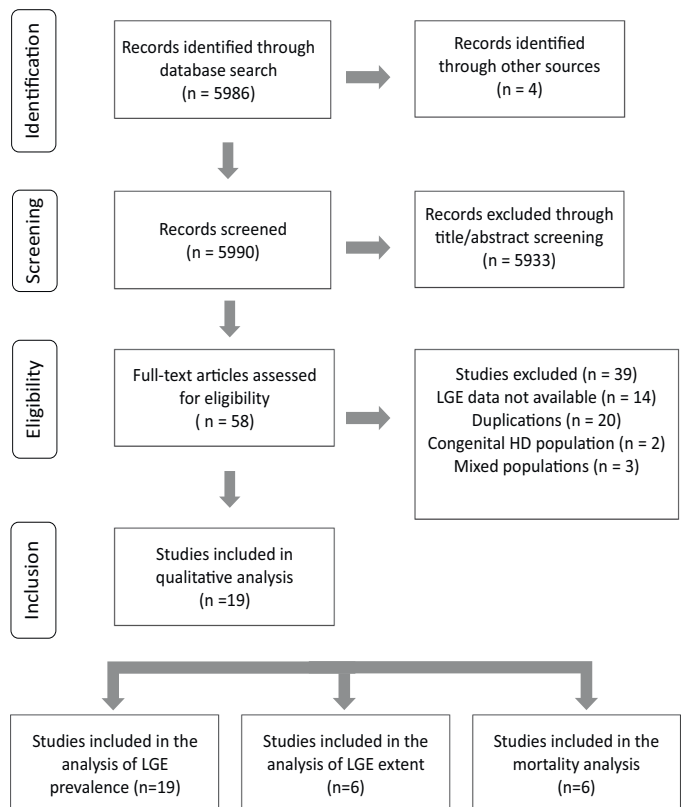 Identification
Records identified through
database search
(n = 5986)
Records identified
through other sources
(n = 4)
Screening
Records screened
(n = 5990)
Records excluded through
title/abstract screening
(n = 5933)
Eligibility
Full-text articles assessed
for eligibility
( n = 58)
Studies excluded (n = 39)
LGE data not available (n = 14)
Duplications (n = 20)
Congenital HD population (n = 2)
Mixed populations (n = 3)
Inclusion
Studies included in
qualitative analysis
(n =19)
Studies included in the
analysis of LGE
prevalence (n=19)
Studies included in the
analysis of LGE extent
(n=6)
Studies included in the
mortality analysis
(n=6)